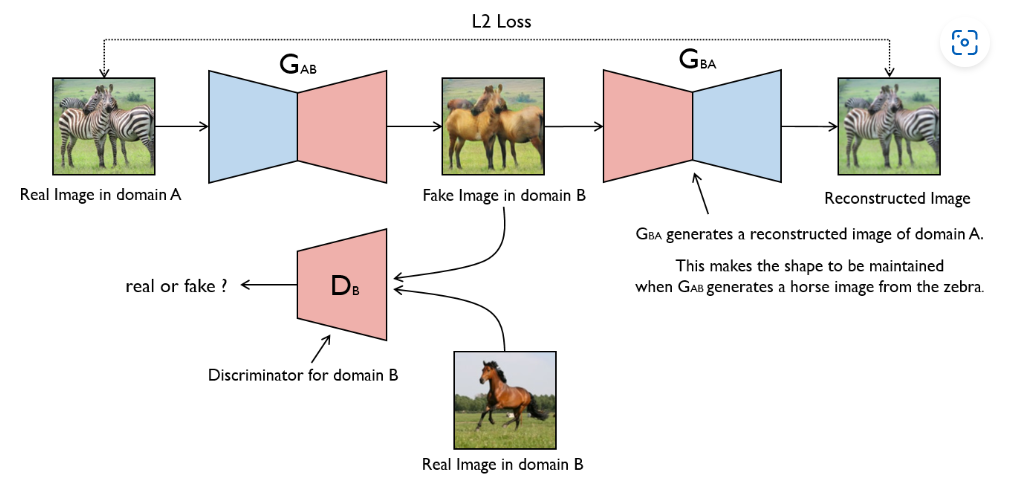 L2 Loss
GAB
GBA
Real Image in domain A
Fake Image in domain B
Reconstructed Image
GBA generates a reconstructed image of domain A.
This makes the shape to be maintained
when GAB generates a horse image from the zebra.
real or fake ?
DB
Discriminator for domain B
Real Image in domain B